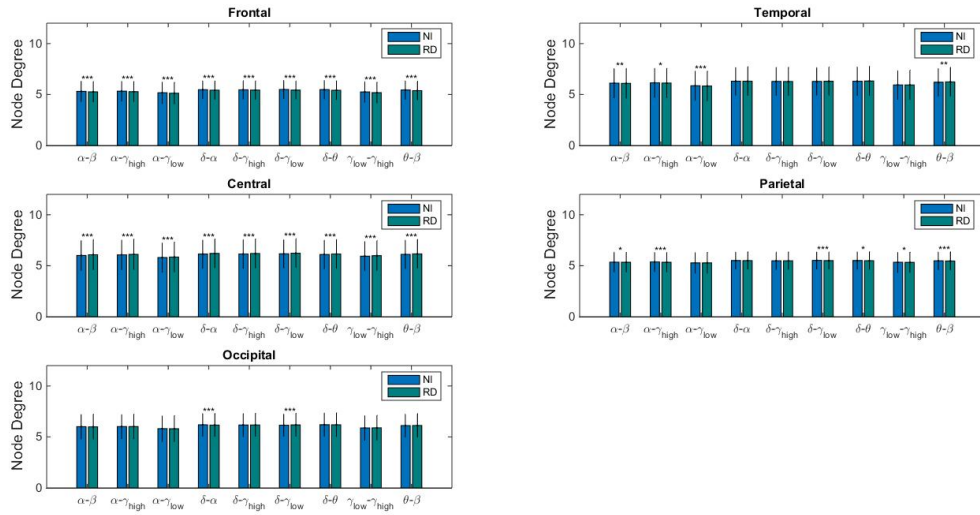 Frontal
Node Degree
10
5
0
NI
RD
*** *** *** *** *** *** *** *** ***
α-β α-γhigh α-γlow δ-α δ-γhigh δ-γlow δ-θ γlow-γhigh θ-β
Temporal
Node Degree
10
5
0
NI
RD
** * *** **
α-β α-γhigh α-γlow δ-α δ-γhigh δ-γlow δ-θ γlow-γhigh θ-β
Central
Node Degree
10
5
0
NI
RD
*** *** *** *** *** *** *** *** ***
α-β α-γhigh α-γlow δ-α δ-γhigh δ-γlow δ-θ γlow-γhigh θ-β
Parietal
Node Degree
10
5
0
NI
RD
* *** *** * * ***
α-β α-γhigh α-γlow δ-α δ-γhigh δ-γlow δ-θ γlow-γhigh θ-β
Occipital
Node Degree
10
5
0
NI
RD
*** ***
α-β α-γhigh α-γlow δ-α δ-γhigh δ-γlow δ-θ γlow-γhigh θ-β